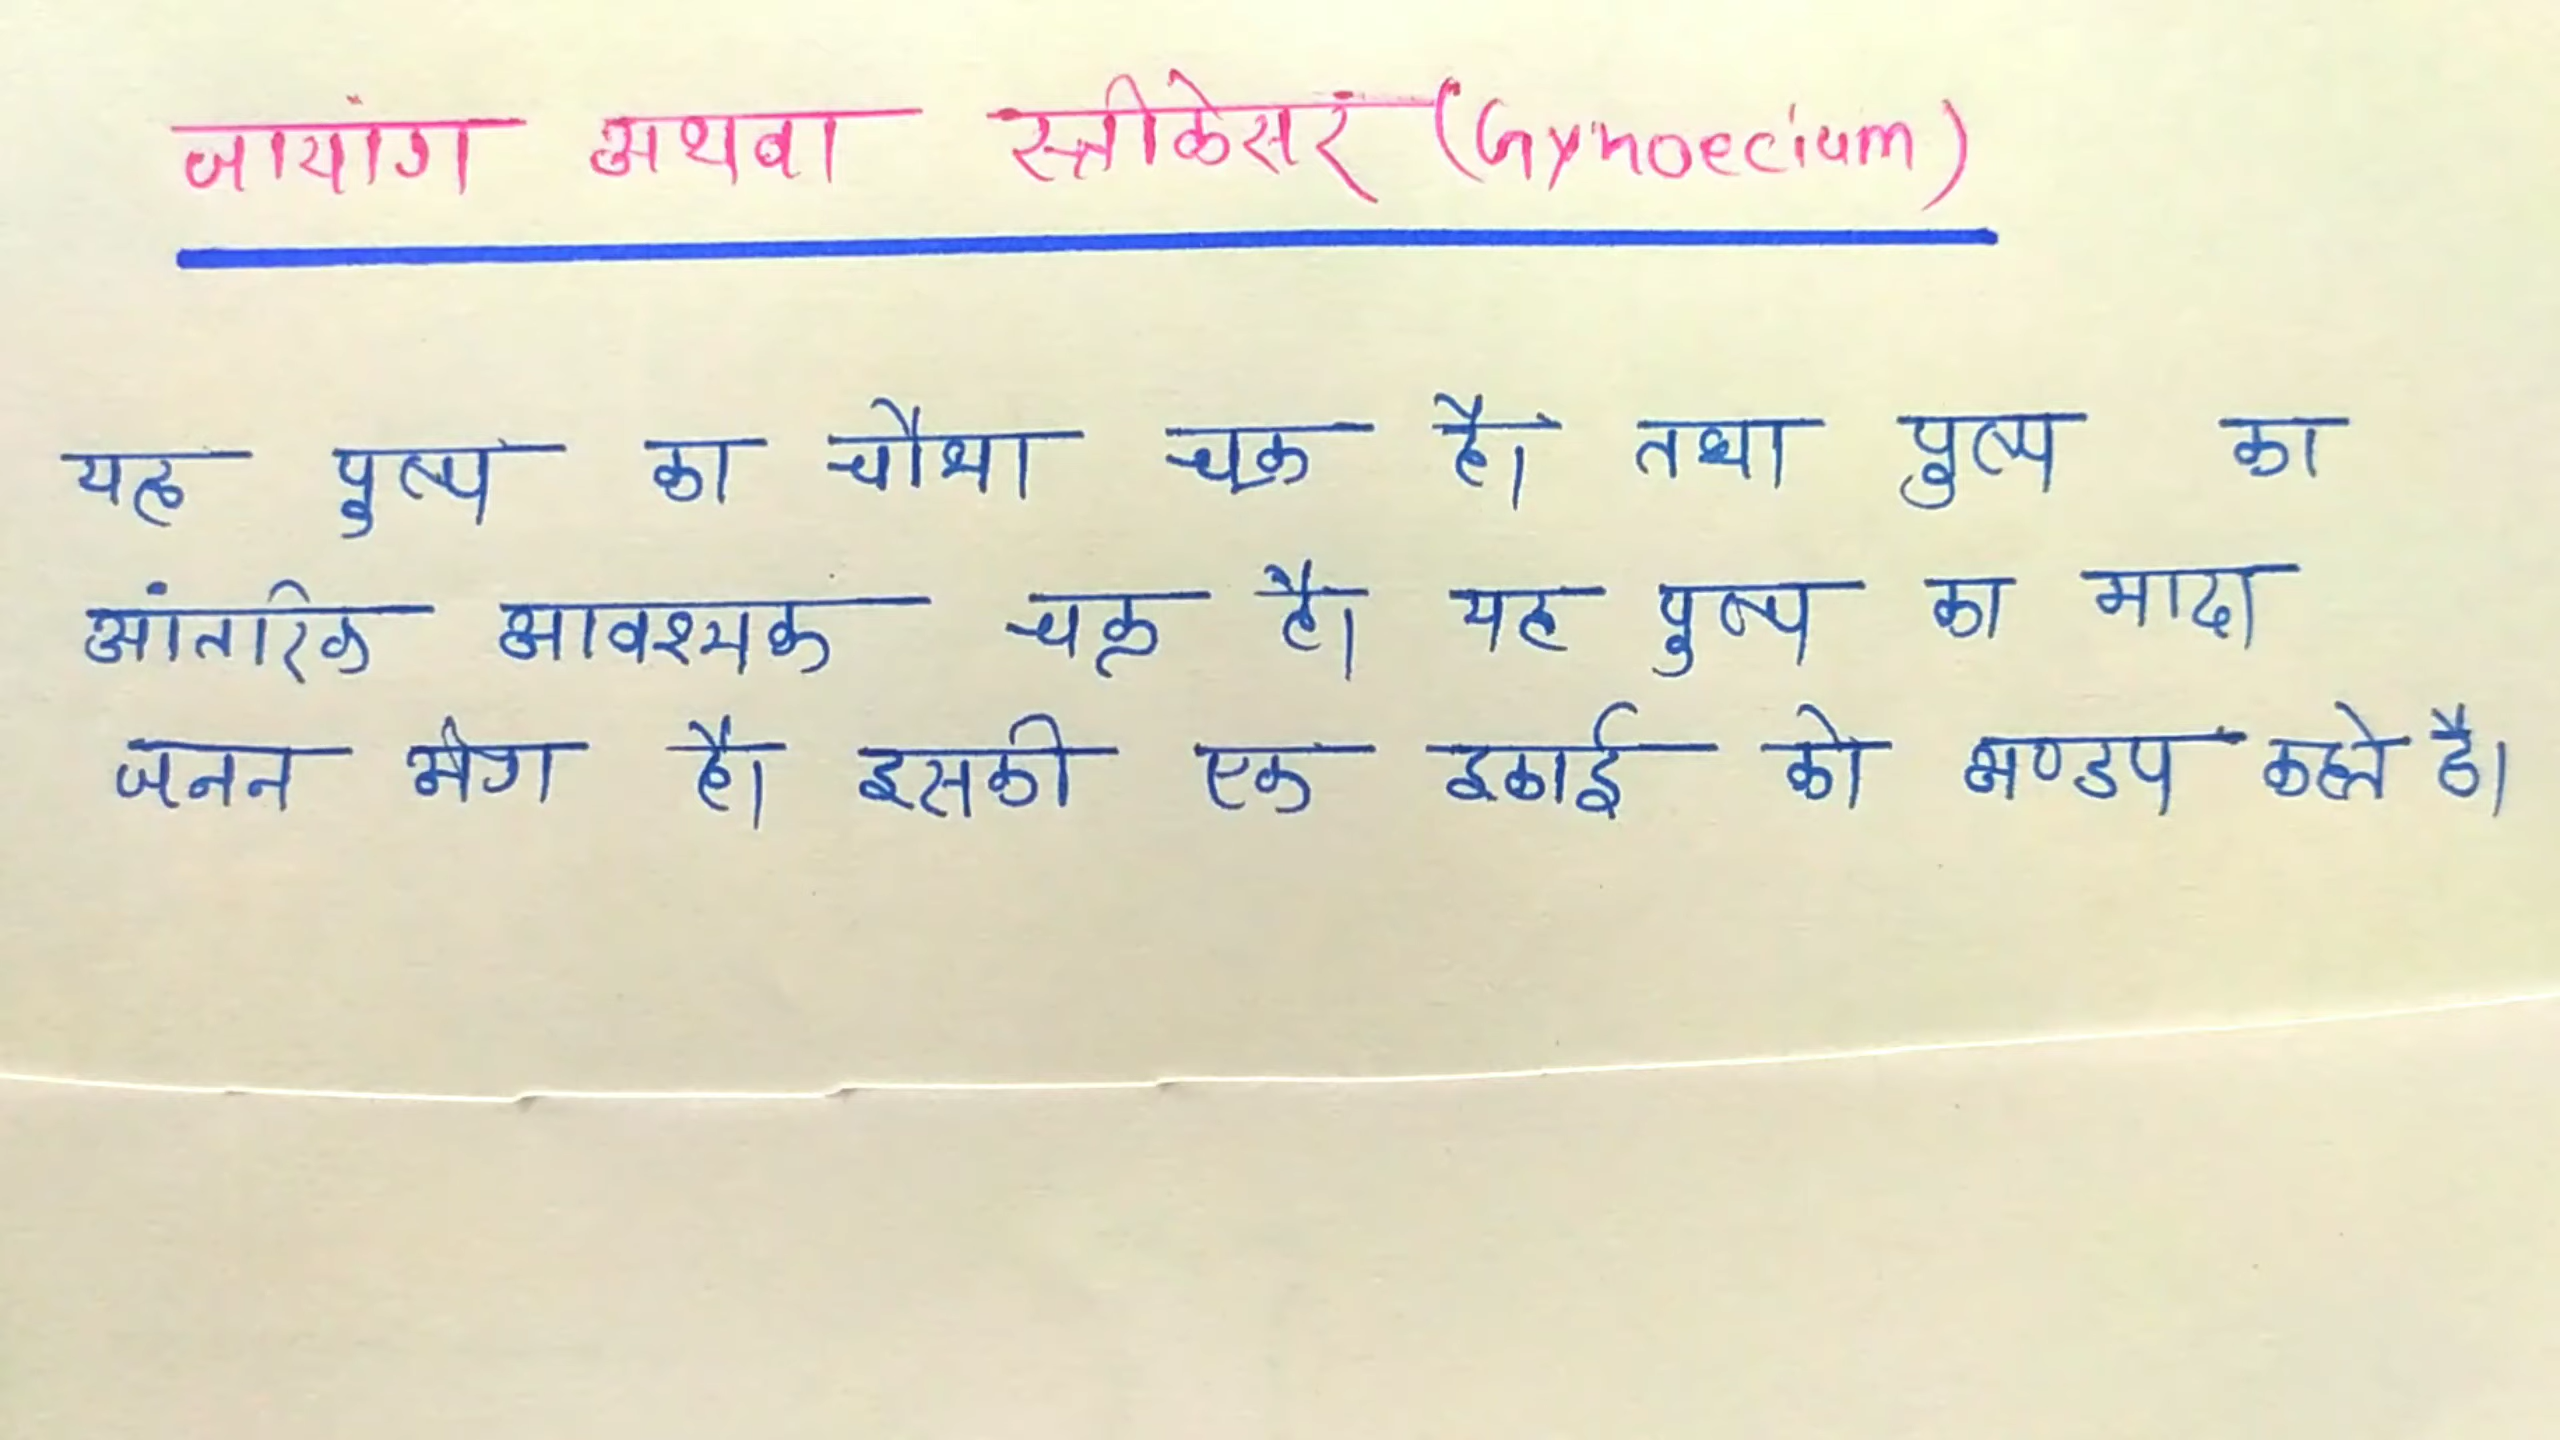 जायांग अथवा स्त्रीकेसर (Gynoecium)
यह पुष्प का चौथा चक्र है। तथा पुष्प का
आंतरिक आवश्यक चक्र है। यह पुष्प का मादा
जनन अंग है। इसकी एक इकाई को अण्डप कहते है।